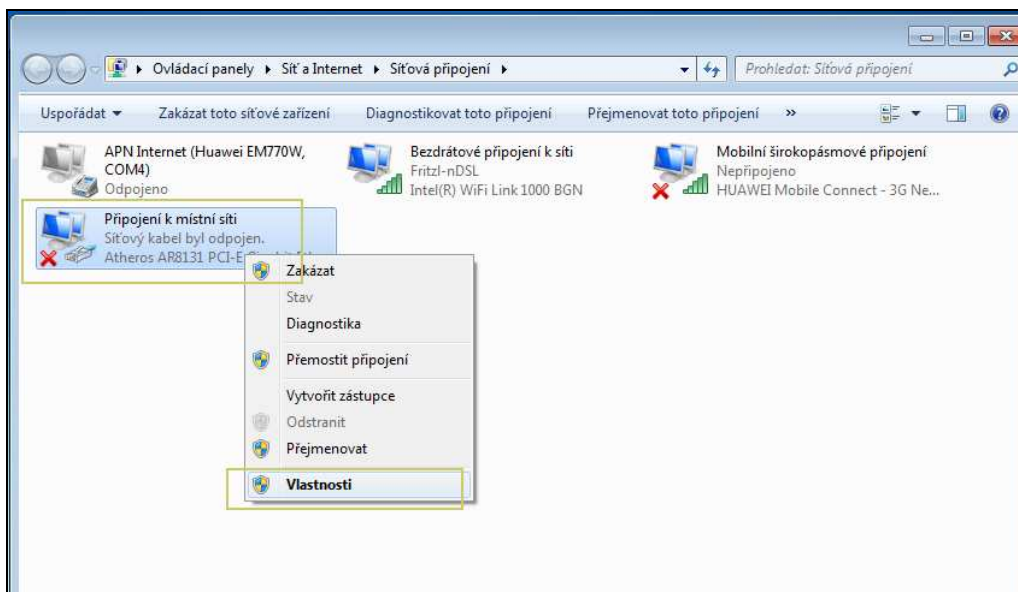 Ovládací panely ▸ Síť a Internet ▸ Síťová připojení ▸
Prohledat: Síťová připojení
Uspořádat Zakázat toto síťové zařízení Diagnostikovat toto připojení Přejmenovat toto připojení »
APN Internet (Huawei EM770W,
COM4)
Odpojeno
Bezdrátové připojení k síti
Fritzl-nDSL
Intel(R) WiFi Link 1000 BGN
Mobilní širokopásmové připojení
Nepřipojeno
HUAWEI Mobile Connect - 3G Ne...
Připojení k místní síti
Síťový kabel byl odpojen.
Atheros AR8131 PCI-E
Zakázat
Stav
Diagnostika
Přemostit připojení
Vytvořit zástupce
Odstranit
Přejmenovat
Vlastnosti